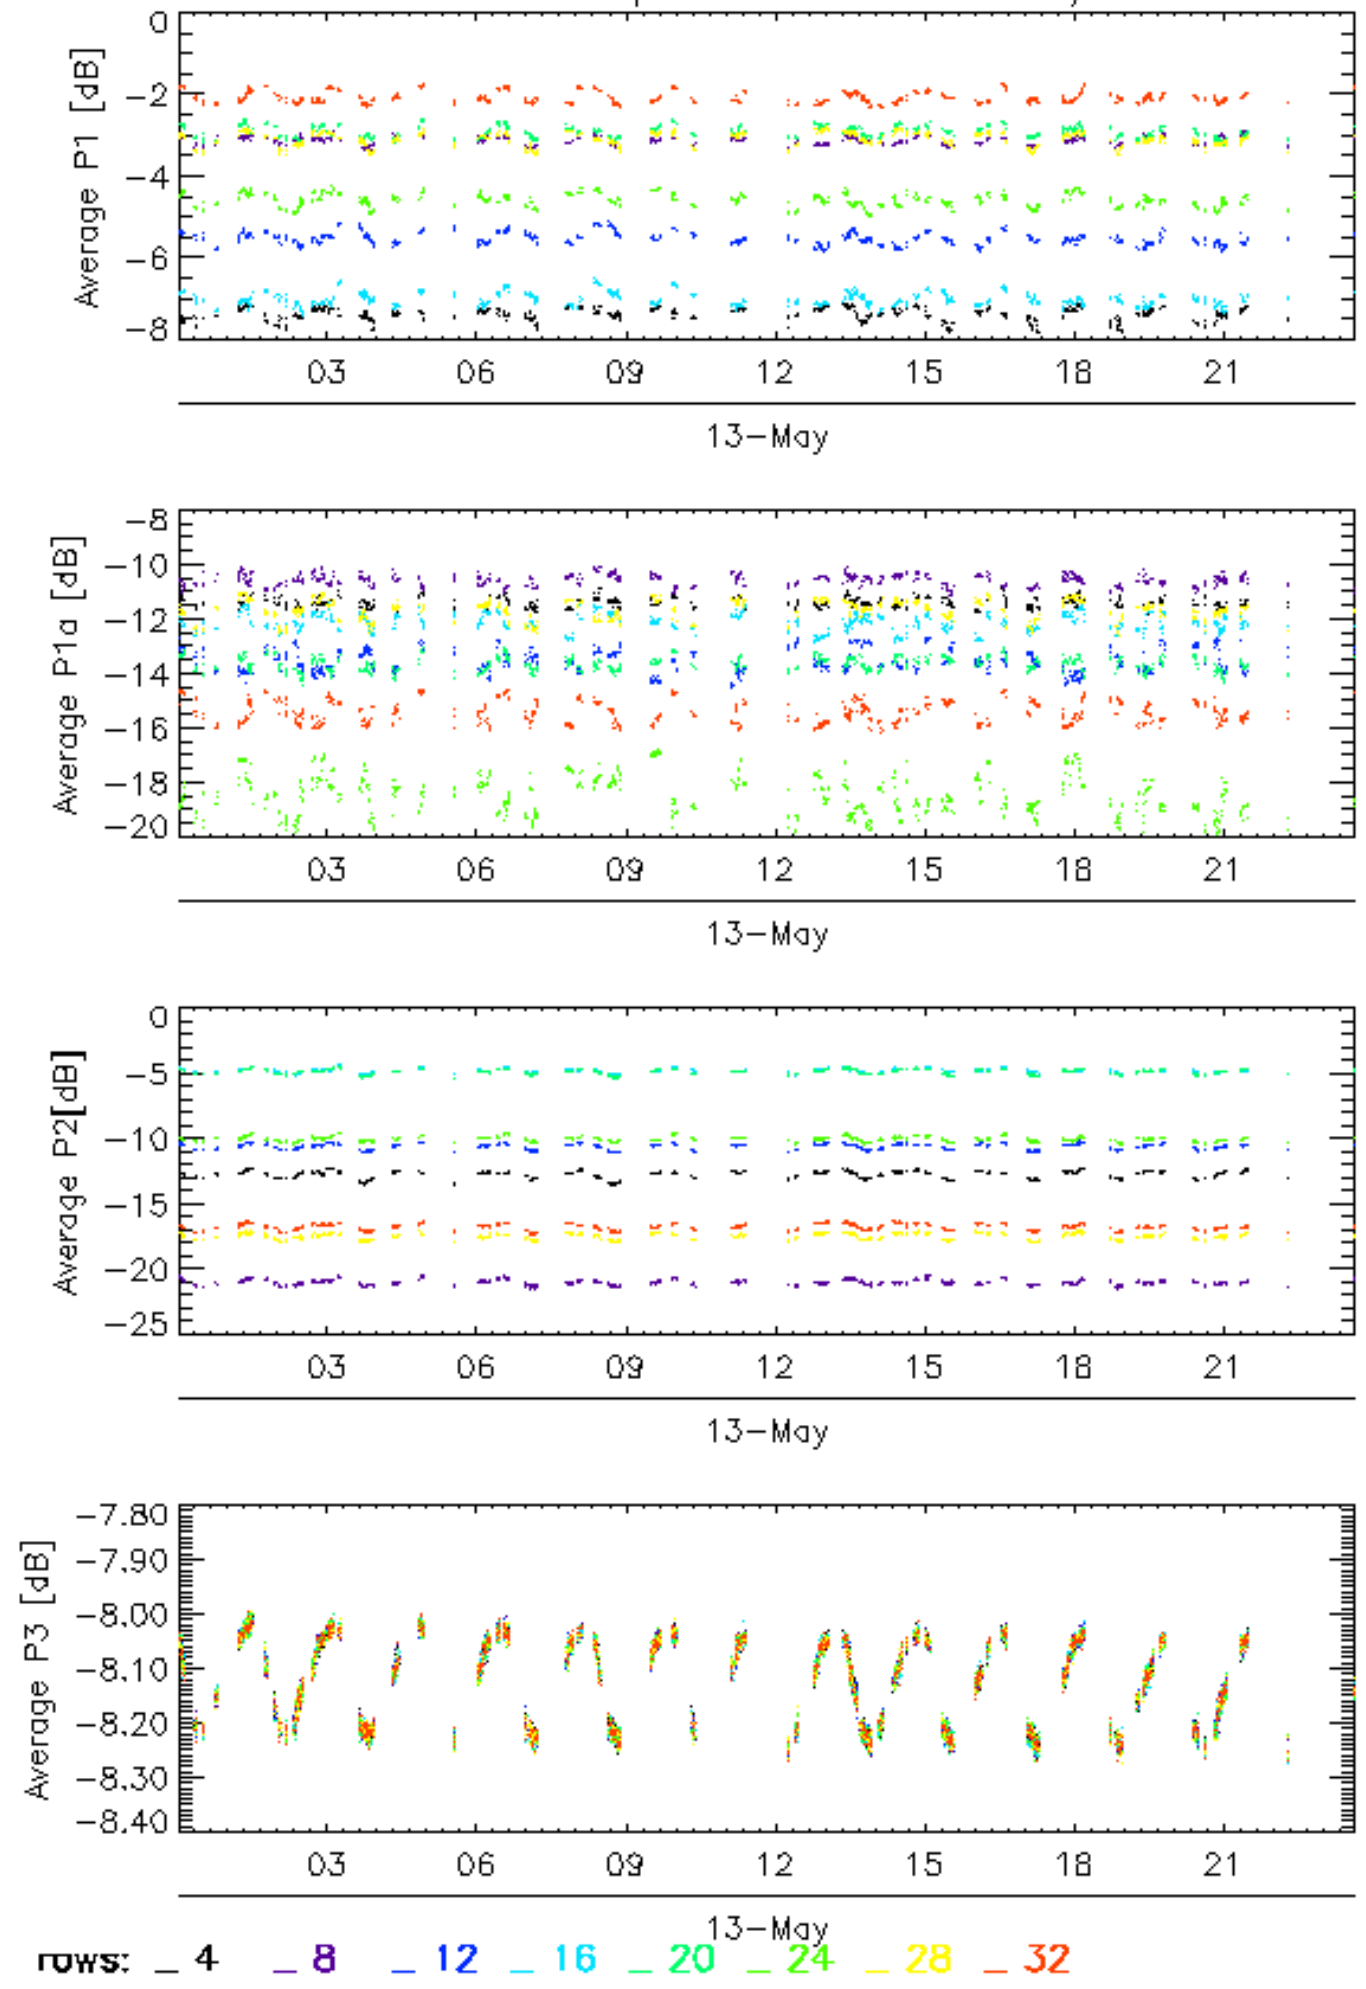 0
-2
-4
-6
-8
Average P1 [dB]
03 06 09 12 15 18 21
13-May
-8
-10
-12
-14
-16
-18
-20
Average P1a [dB]
03 06 09 12 15 18 21
13-May
0
-5
-10
-15
-20
-25
Average P2[dB]
03 06 09 12 15 18 21
13-May
-7.80
-7.90
-8.00
-8.10
-8.20
-8.30
-8.40
Average P3 [dB]
03 06 09 12 15 18 21
13-May
rows: _ 4 _ 8 _ 12 _ 16 _ 20 _ 24 _ 28 _ 32